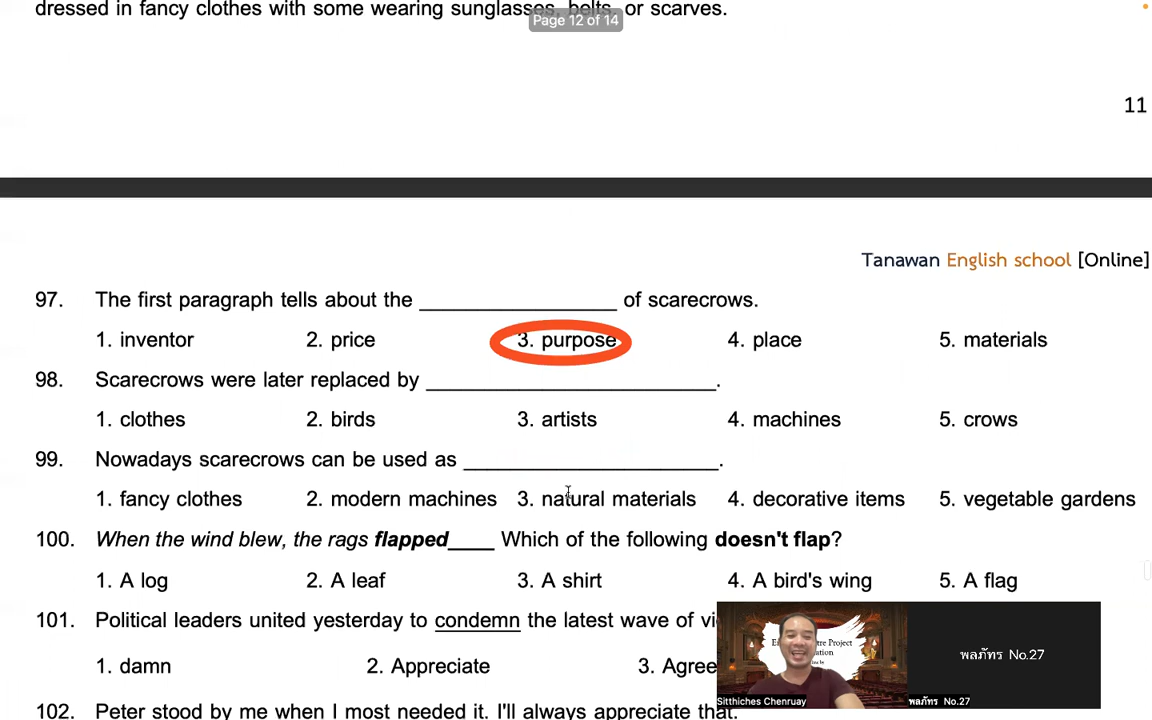 dressed in fancy clothes with some wearing sunglasses, belts, or scarves.
Page 12 of 14
11
Tanawan English school [Online]
97. The first paragraph tells about the ________________ of scarecrows.
1. inventor 2. price 3. purpose 4. place 5. materials
98. Scarecrows were later replaced by ________________________.
1. clothes 2. birds 3. artists 4. machines 5. crows
99. Nowadays scarecrows can be used as _____________________.
1. fancy clothes 2. modern machines 3. natural materials 4. decorative items 5. vegetable gardens
100. When the wind blew, the rags flapped____ Which of the following doesn't flap?
1. A log 2. A leaf 3. A shirt 4. A bird's wing 5. A flag
101. Political leaders united yesterday to condemn the latest wave of
1. damn 2. Appreciate 3. Agree
102. Peter stood by me when I most needed it. I'll always appreciate that.
Sitthiches Chenruay
พลภัทร No.27
พลภัทร No.27